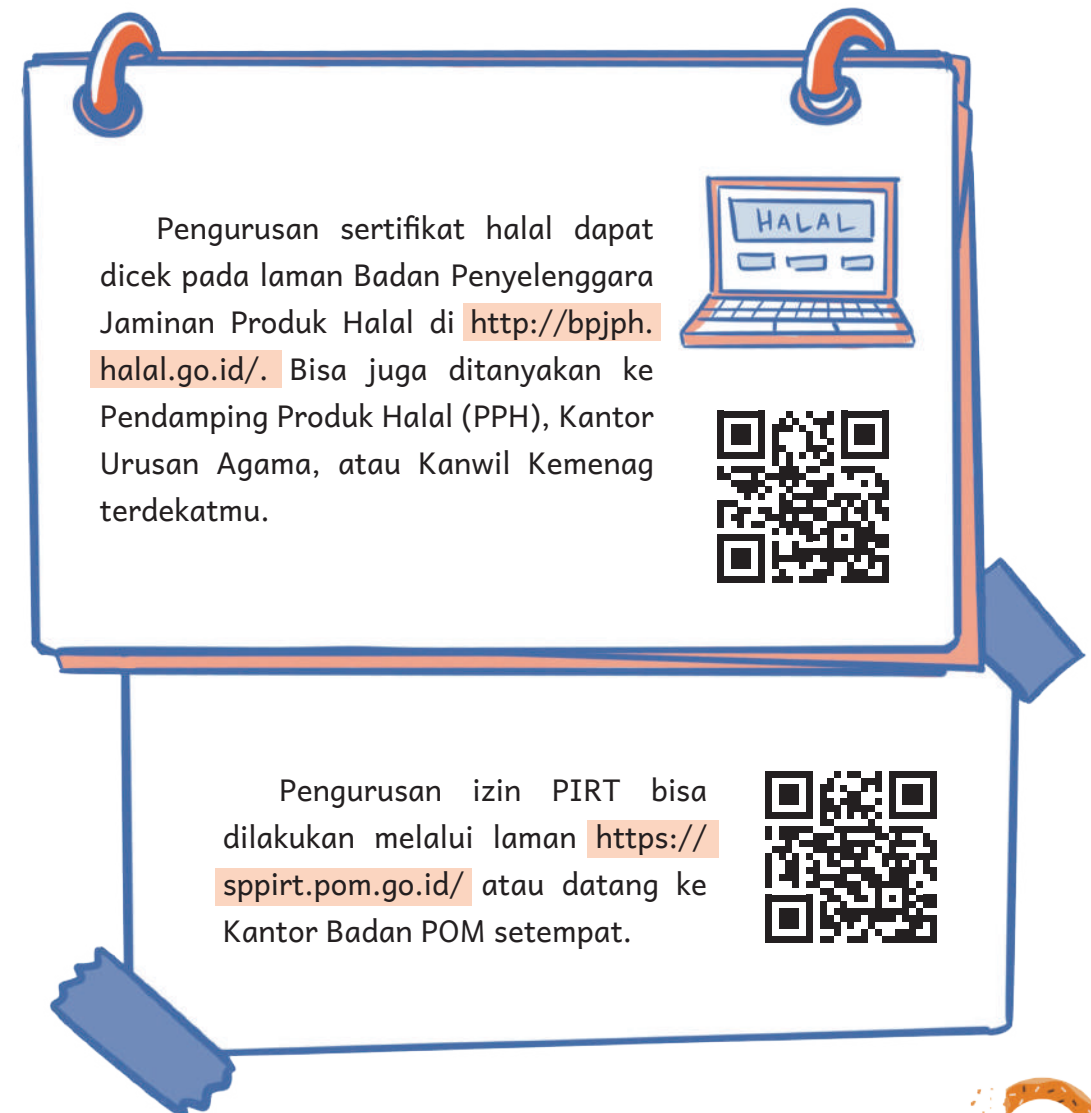 HALAL
Pengurusan sertifikat halal dapat
dicek pada laman Badan Penyelenggara
Jaminan Produk Halal di http://bpjph.
halal.go.id/. Bisa juga ditanyakan ke
Pendamping Produk Halal (PPH), Kantor
Urusan Agama, atau Kanwil Kemenag
terdekatmu.
Pengurusan izin PIRT bisa
dilakukan melalui laman https://
sppirt.pom.go.id/ atau datang ke
Kantor Badan POM setempat.